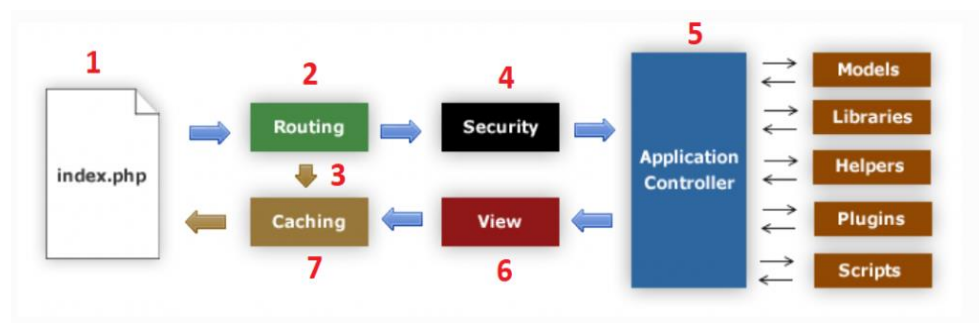 1
index.php
2
Routing
3
Caching
7
4
Security
View
6
5
Application
Controller
Models
Libraries
Helpers
Plugins
Scripts